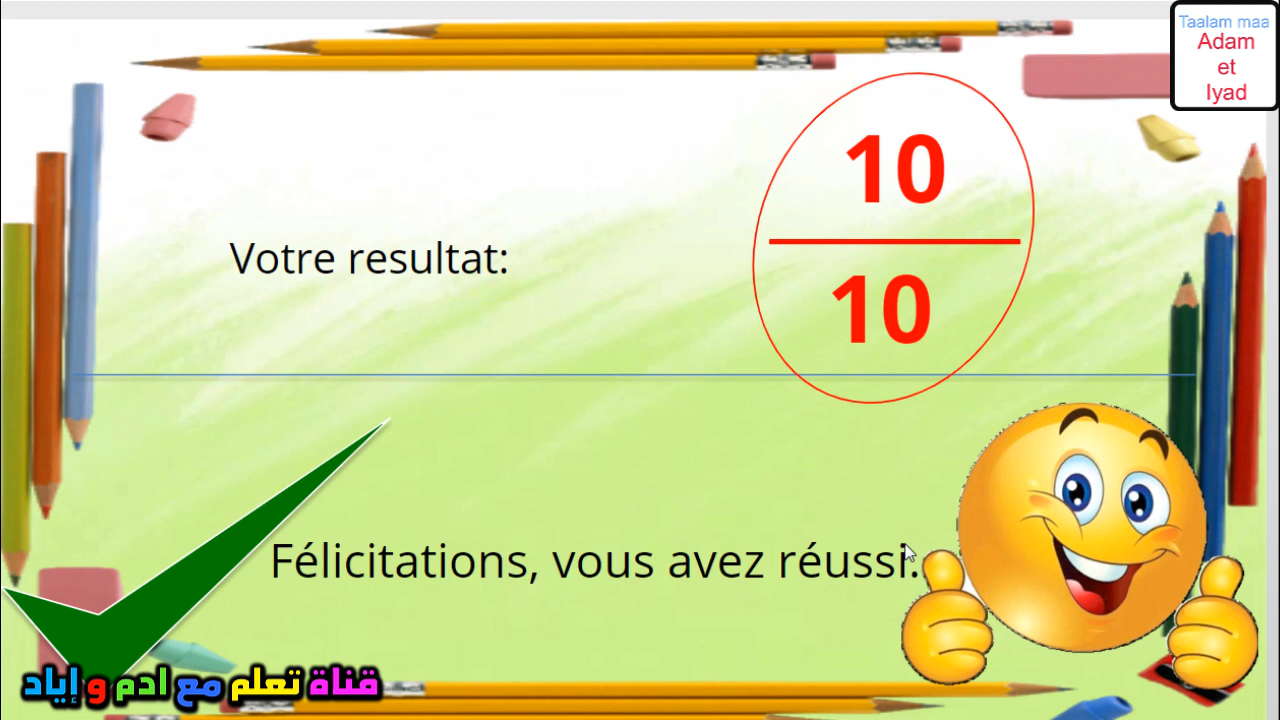 Taalam maa
Adam
et
Iyad
10
Votre resultat:
10
Félicitations, vous avez réussi.
قناة تعلم مع ادم و إياد